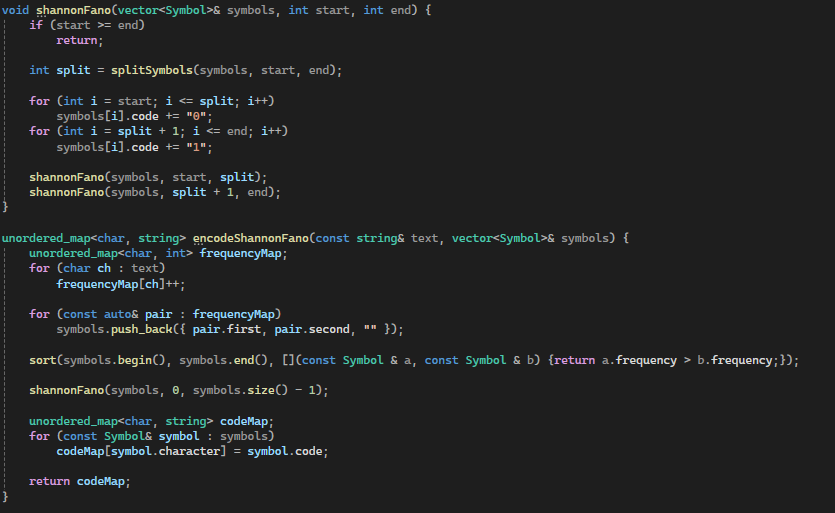 void shannonFano(vector<Symbol>& symbols, int start, int end) {
    if (start >= end)
        return;

    int split = splitSymbols(symbols, start, end);

    for (int i = start; i <= split; i++)
        symbols[i].code += "0";
    for (int i = split + 1; i <= end; i++)
        symbols[i].code += "1";

    shannonFano(symbols, start, split);
    shannonFano(symbols, split + 1, end);
}

unordered_map<char, string> encodeShannonFano(const string& text, vector<Symbol>& symbols) {
    unordered_map<char, int> frequencyMap;
    for (char ch : text)
        frequencyMap[ch]++;

    for (const auto& pair : frequencyMap)
        symbols.push_back({ pair.first, pair.second, "" });

    sort(symbols.begin(), symbols.end(), [](const Symbol & a, const Symbol & b) {return a.frequency > b.frequency;});

    shannonFano(symbols, 0, symbols.size() - 1);

    unordered_map<char, string> codeMap;
    for (const Symbol& symbol : symbols)
        codeMap[symbol.character] = symbol.code;

    return codeMap;
}